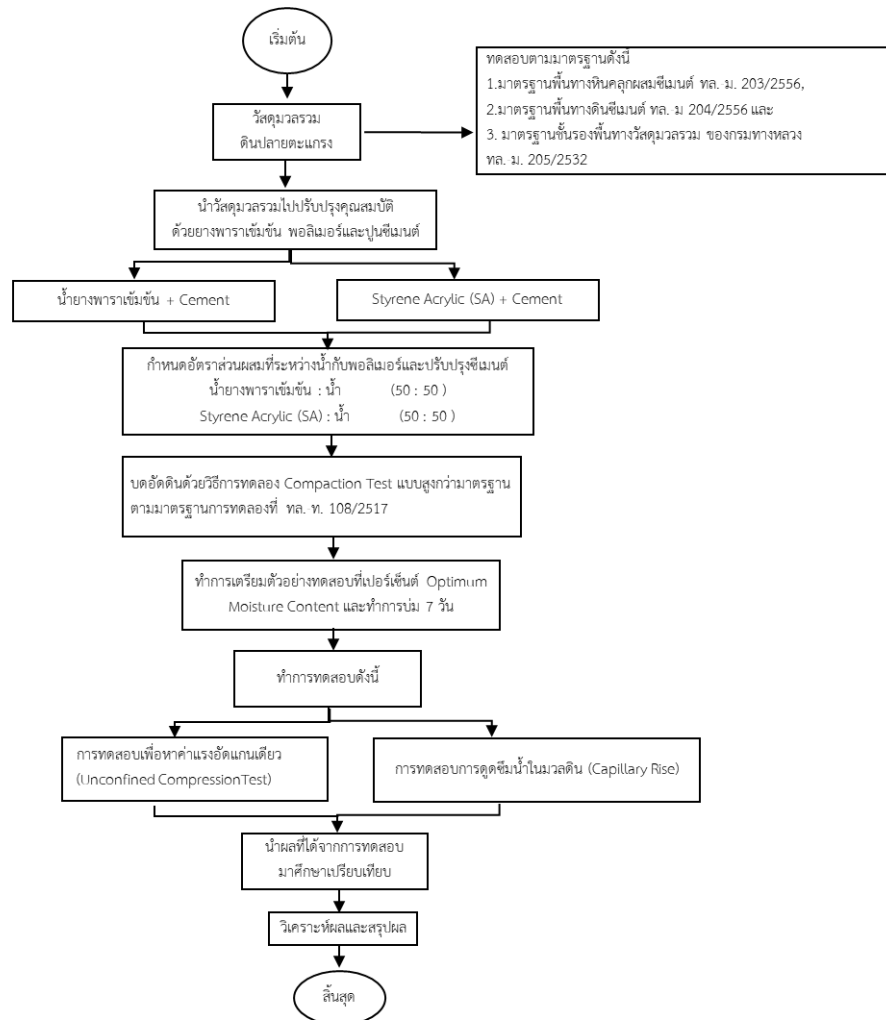 เริ่มต้น
ทดสอบตามมาตรฐานดังนี้
1.มาตรฐานพื้นทางหินคลุกผสมซีเมนต์ ทล. ม. 203/2556,
2.มาตรฐานพื้นทางดินซีเมนต์ ทล. ม 204/2556 และ
3. มาตรฐานชั้นรองพื้นทางวัสดุมวลรวม ของกรมทางหลวง
ทล. ม. 205/2532
วัสดุมวลรวม
ดินปลายตะแกรง
นำวัสดุมวลรวมไปปรับปรุงคุณสมบัติ
ด้วยยางพาราเข้มข้น พอลิเมอร์และปูนซีเมนต์
น้ำยางพาราเข้มข้น + Cement
Styrene Acrylic (SA) + Cement
กำหนดอัตราส่วนผสมที่ระหว่างน้ำกับพอลิเมอร์และปรับปรุงซีเมนต์
น้ำยางพาราเข้มข้น : น้ำ (50 : 50 )
Styrene Acrylic (SA) : น้ำ (50 : 50 )
บดอัดดินด้วยวิธีการทดลอง Compaction Test แบบสูงกว่ามาตรฐาน
ตามมาตรฐานการทดลองที่ ทล. ท. 108/2517
ทำการเตรียมตัวอย่างทดสอบที่เปอร์เซ็นต์ Optimum
Moisture Content และทำการบ่ม 7 วัน
ทำการทดสอบดังนี้
การทดสอบเพื่อหาค่าแรงอัดแกนเดียว
(Unconfined CompressionTest)
การทดสอบการดูดซึมน้ำในมวลดิน (Capillary Rise)
นำผลที่ได้จากการทดสอบ
มาศึกษาเปรียบเทียบ
วิเคราะห์ผลและสรุปผล
สิ้นสุด